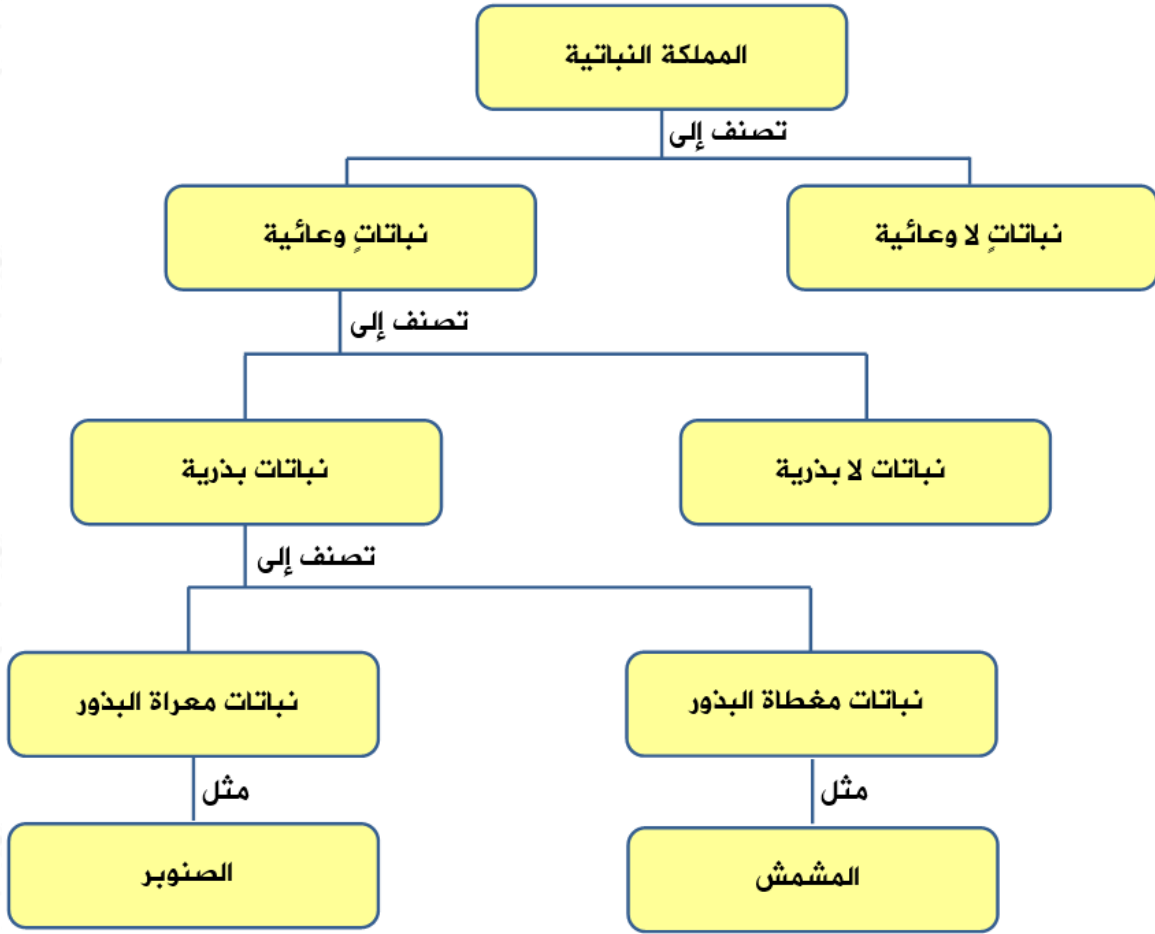 المملكة النباتية
تصنف إلى
نباتاتٍ لا وعائية
نباتاتٍ وعائية
تصنف إلى
نباتات لا بذرية
نباتات بذرية
تصنف إلى
نباتات مغطاة البذور
نباتات معراة البذور
مثل
مثل
المشمش
الصنوبر